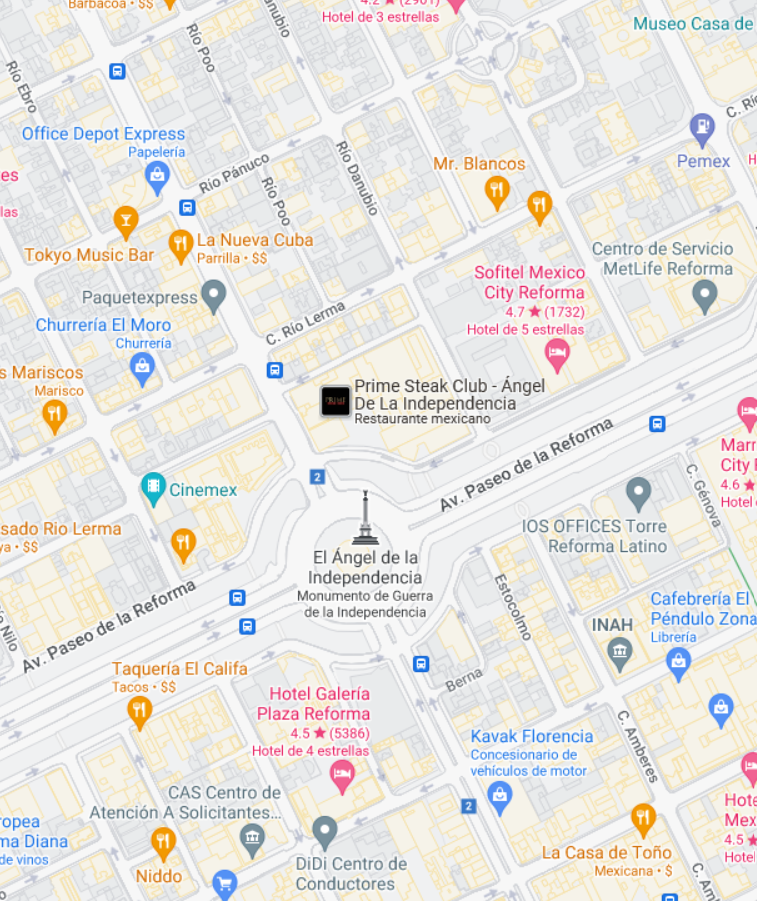 Barbacoa • $$
4.2 ★ (2901)
Hotel de 3 estrellas
Museo Casa de
Río Ebro
Río Poo
Danubio
Office Depot Express
Papelería
Río Pánuco
Río Poo
Río Danubio
Mr. Blancos
C. Río
Pemex
H
es
las
Tokyo Music Bar
La Nueva Cuba
Parrilla • $$
Paquetexpress
Churrería El Moro
Churrería
C. Río Lerma
Sofitel Mexico
City Reforma
4.7 ★ (1732)
Hotel de 5 estrellas
Centro de Servicio
MetLife Reforma
s Mariscos
Marisco
Prime Steak Club - Ángel
De La Independencia
Restaurante mexicano
Av. Paseo de la Reforma
Marr
City
4.6 ★
Hotel
C. Génova
Cinemex
2
sado Rio Lerma
ya • $$
El Ángel de la
Independencia
Monumento de Guerra
de la Independencia
IOS OFFICES Torre
Reforma Latino
Estocolmo
INAH
Cafebrería El
Péndulo Zona
Librería
Nilo
Av. Paseo de la Reforma
Taquería El Califa
Tacos • $$
Berna
Hotel Galería
Plaza Reforma
4.5 ★ (5386)
Hotel de 4 estrellas
Kavak Florencia
Concesionario de
vehículos de motor
C. Amberes
CAS Centro de
Atención A Solicitantes...
2
Hote
Mex
4.5 ★
Hotel
ropea
ma Diana
de vinos
Niddo
DiDi Centro de
Conductores
La Casa de Toño
Mexicana • $
C. Am